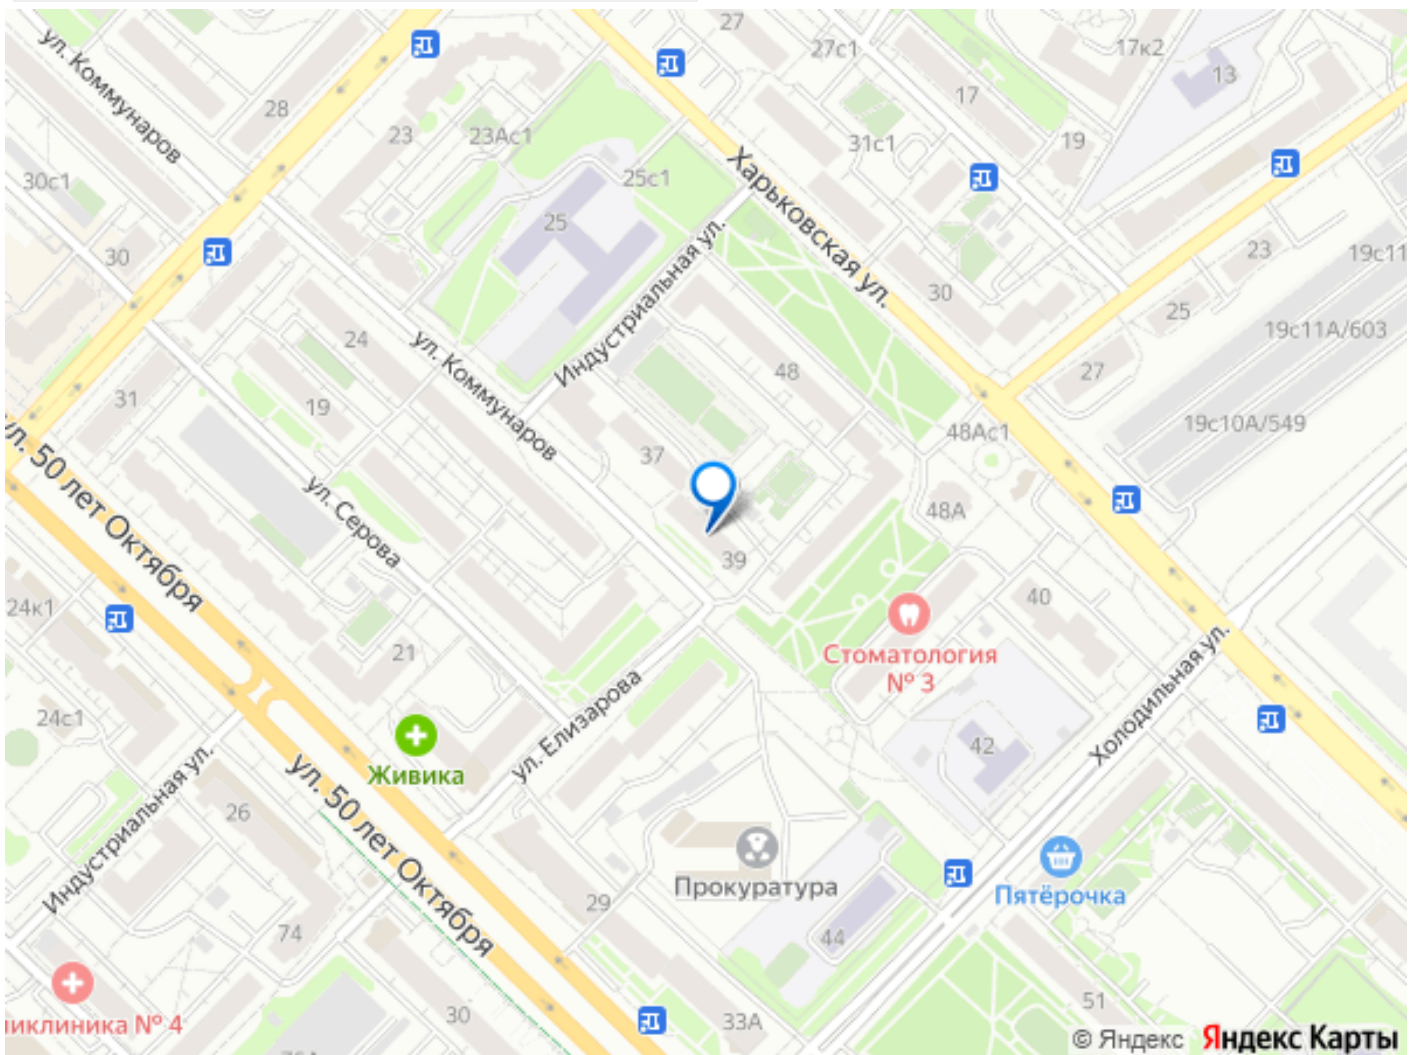 27
27с1
17к2
13
ул. Коммунаров
28
23
23Ас1
17
31с1
19
Харьковская ул.
30с1
25с1
25
Индустриальная ул.
30
30
23
19с11
25
19с11А/603
24
ул. Коммунаров
48
27
31
19
48Ас1
19с10А/549
ул. 50 лет Октября
37
ул. Серова
48А
39
24к1
40
21
Стоматология
№ 3
Холодильная ул.
24с1
ул. Елизарова
42
Живика
Индустриальная ул.
26
ул. 50 лет Октября
Прокуратура
Пятёрочка
29
74
44
51
30
33А
иклиника № 4
© Яндекс Яндекс Карты